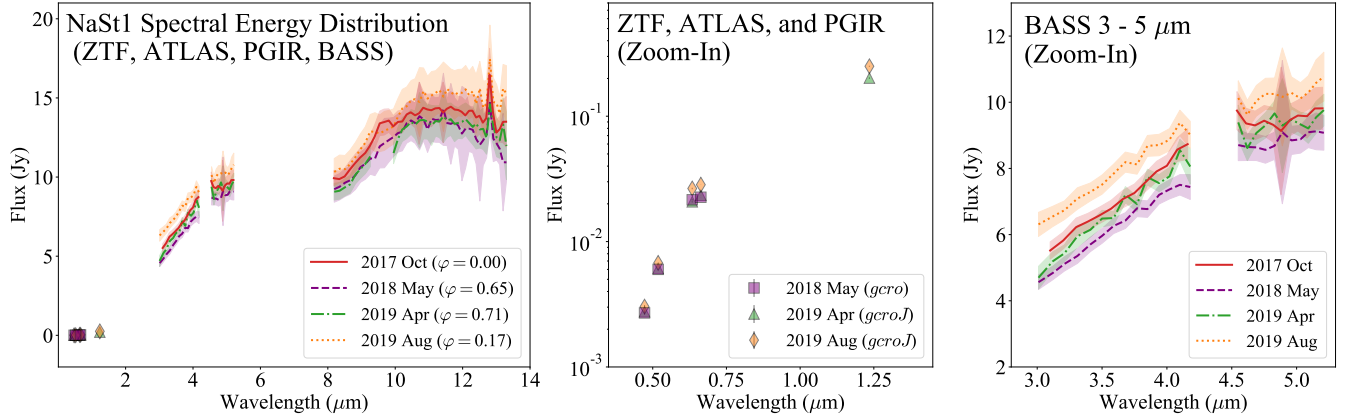 NaSt1 Spectral Energy Distribution
(ZTF, ATLAS, PGIR, BASS)
20
15
10
5
0
Flux (Jy)
2017 Oct (φ = 0.00)
2018 May (φ = 0.65)
2019 Apr (φ = 0.71)
2019 Aug (φ = 0.17)
2 4 6 8 10 12 14
Wavelength (μm)
ZTF, ATLAS, and PGIR
(Zoom-In)
10⁻¹
10⁻²
10⁻³
Flux (Jy)
2018 May (gcro)
2019 Apr (gcroJ)
2019 Aug (gcroJ)
0.50 0.75 1.00 1.25
Wavelength (μm)
BASS 3 - 5 μm
(Zoom-In)
12
10
8
6
4
2
Flux (Jy)
2017 Oct
2018 May
2019 Apr
2019 Aug
3.0 3.5 4.0 4.5 5.0
Wavelength (μm)